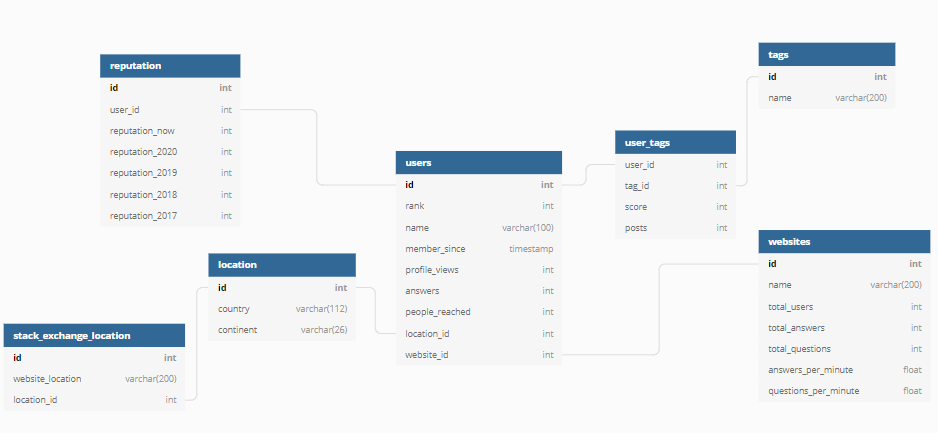 reputation
id int
user_id int
reputation_now int
reputation_2020 int
reputation_2019 int
reputation_2018 int
reputation_2017 int
location
id int
country varchar(112)
continent varchar(26)
stack_exchange_location
id int
website_location varchar(200)
location_id int
users
id int
rank int
name varchar(100)
member_since timestamp
profile_views int
answers int
people_reached int
location_id int
website_id int
user_tags
user_id int
tag_id int
score int
posts int
tags
id int
name varchar(200)
websites
id int
name varchar(200)
total_users int
total_answers int
total_questions int
answers_per_minute float
questions_per_minute float